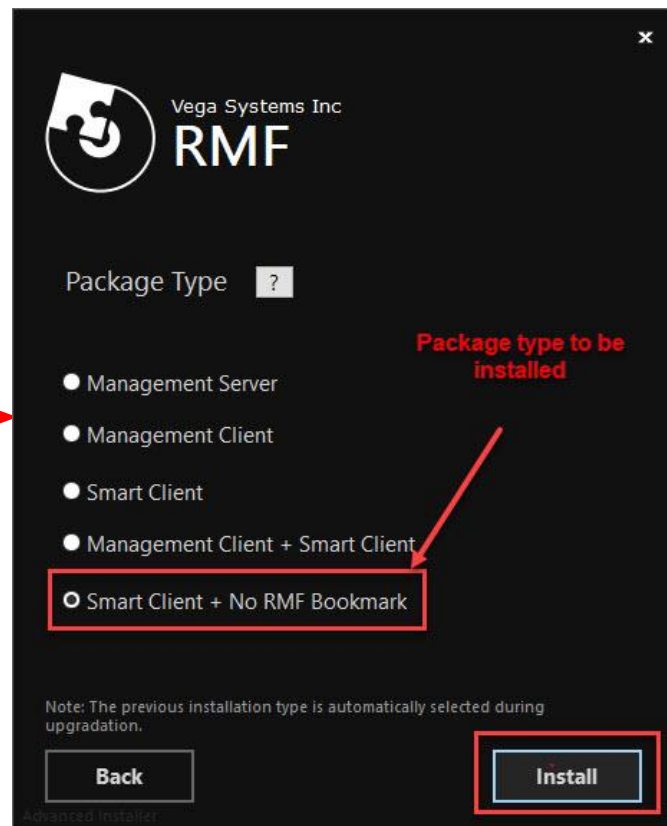 x
Vega Systems Inc
RMF
Package Type ?
Package type to be
installed
Management Server
Management Client
Smart Client
Management Client + Smart Client
Smart Client + No RMF Bookmark
Note: The previous installation type is automatically selected during
upgradation.
Back
Install
Advanced Installer